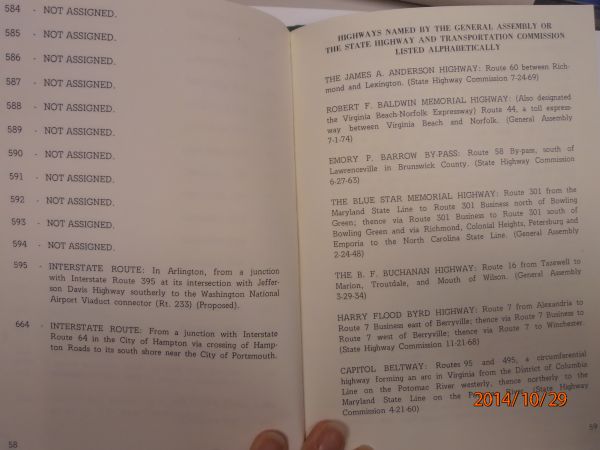 584 - NOT ASSIGNED.
585 - NOT ASSIGNED.
586 - NOT ASSIGNED.
587 - NOT ASSIGNED.
588 - NOT ASSIGNED.
589 - NOT ASSIGNED.
590 - NOT ASSIGNED.
591 - NOT ASSIGNED.
592 - NOT ASSIGNED.
593 - NOT ASSIGNED.
594 - NOT ASSIGNED.
595 - INTERSTATE ROUTE: In Arlington, from a junction
with Interstate Route 395 at its intersection with Jeffer-
son Davis Highway southerly to the Washington National
Airport Viaduct connector (Rt. 233) (Proposed).
664 - INTERSTATE ROUTE: From a junction with Interstate
Route 64 in the City of Hampton via crossing of Hamp-
ton Roads to its south shore near the City of Portsmouth.
58
HIGHWAYS NAMED BY THE GENERAL ASSEMBLY OR
THE STATE HIGHWAY AND TRANSPORTATION COMMISSION
LISTED ALPHABETICALLY
THE JAMES A. ANDERSON HIGHWAY: Route 60 between Rich-
mond and Lexington. (State Highway Commission 7-24-69)
ROBERT F. BALDWIN MEMORIAL HIGHWAY: (Also designated
the Virginia Beach-Norfolk Expressway) Route 44, a toll express-
way between Virginia Beach and Norfolk. (General Assembly
7-1-74)
EMORY P. BARROW BY-PASS: Route 58 By-pass, south of
Lawrenceville in Brunswick County. (State Highway Commission
6-27-63)
THE BLUE STAR MEMORIAL HIGHWAY: Route 301 from the
Maryland State Line to Route 301 Business north of Bowling
Green; thence via Route 301 Business to Route 301 south of
Bowling Green and via Richmond, Colonial Heights, Petersburg and
Emporia to the North Carolina State Line. (General Assembly
2-24-48)
THE B. F. BUCHANAN HIGHWAY: Route 16 from Tazewell to
Marion, Troutdale, and Mouth of Wilson. (General Assembly
3-29-34)
HARRY FLOOD BYRD HIGHWAY: Route 7 from Alexandria to
Route 7 Business east of Berryville; thence via Route 7 Business to
Route 7 west of Berryville; thence via Route 7 to Winchester.
(State Highway Commission 11-21-68)
CAPITOL BELTWAY: Routes 95 and 495, a circumferential
highway forming an arc in Virginia from the District of Columbia
Line on the Potomac River westerly, thence northerly to the
Maryland State Line on the River. (State Highway
Commission 4-21-60)
2014/10/29
59